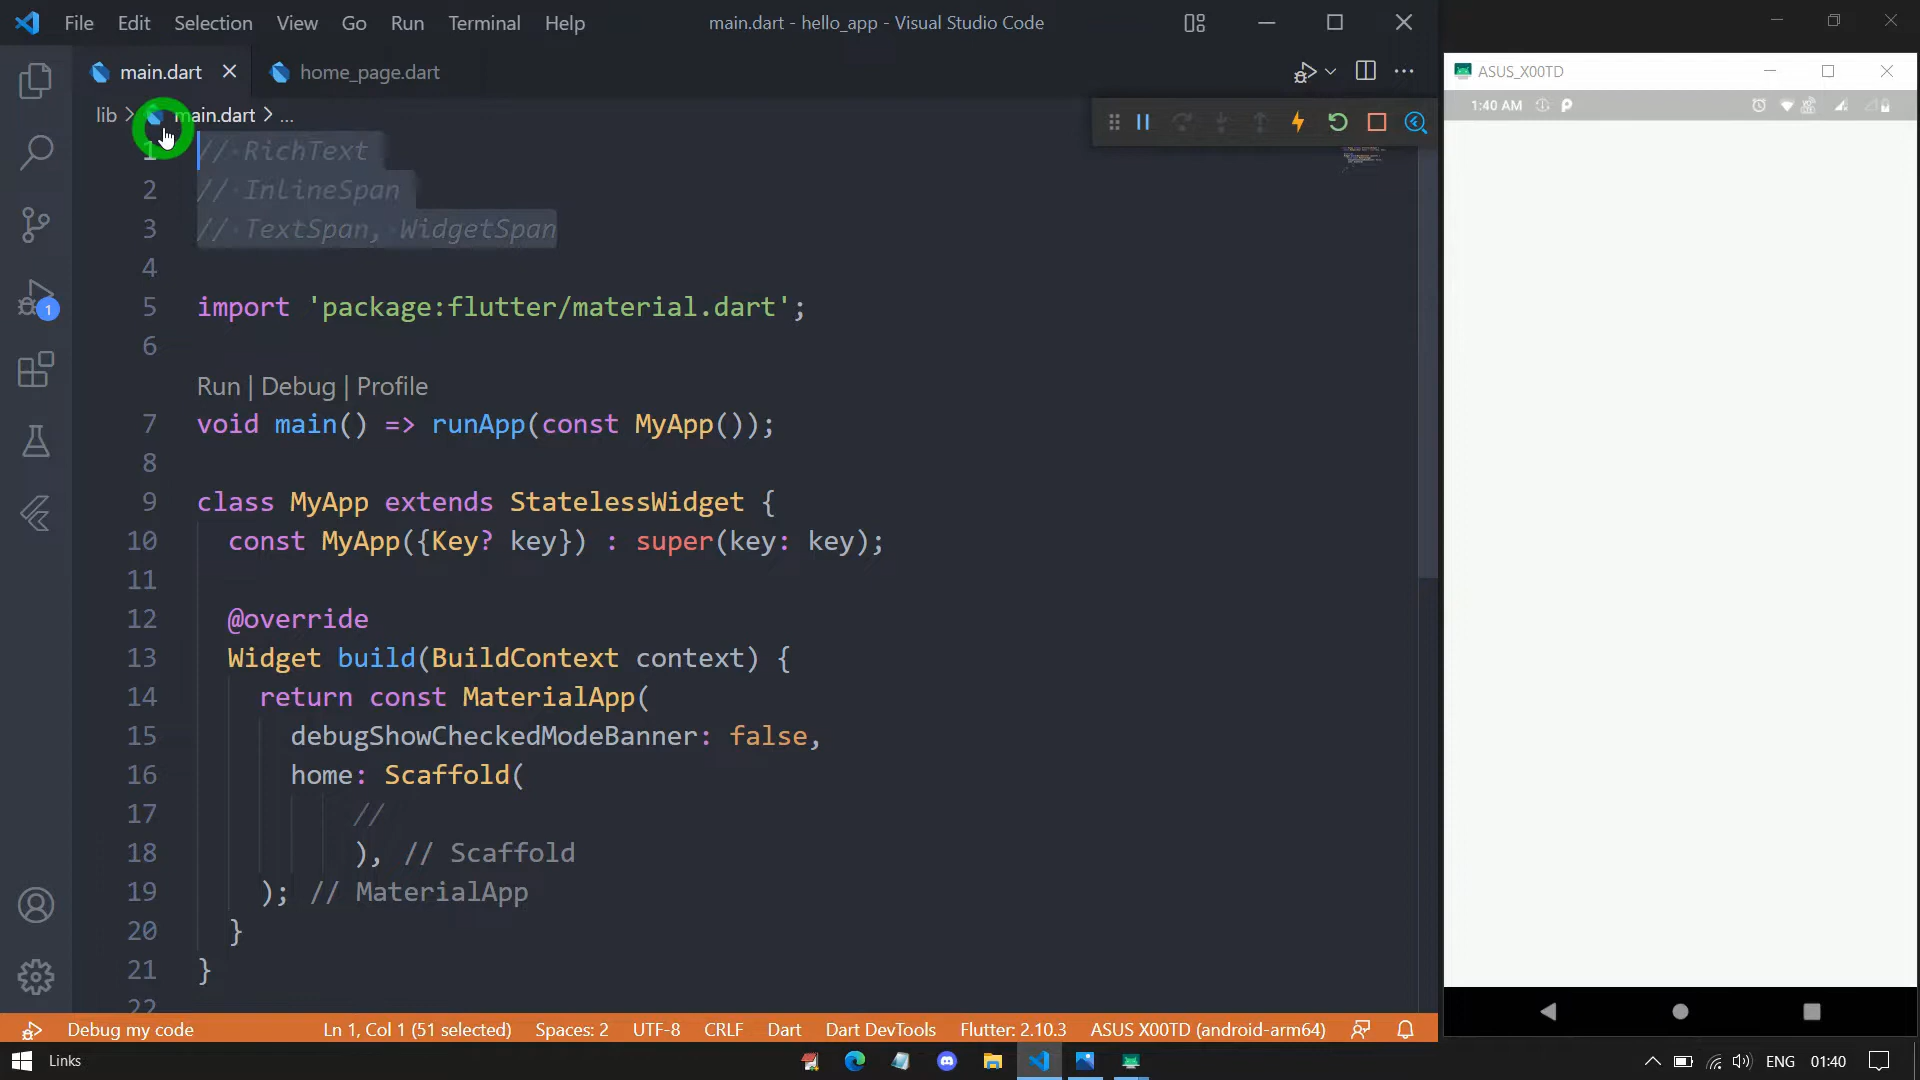 File Edit Selection View Go Run Terminal Help
main.dart - hello_app - Visual Studio Code
main.dart
home_page.dart
lib > main.dart > ...
1 // RichText
2 // InlineSpan
3 // TextSpan, WidgetSpan
4
5 import 'package:flutter/material.dart';
6
Run | Debug | Profile
7 void main() => runApp(const MyApp());
8
9 class MyApp extends StatelessWidget {
10 const MyApp({Key? key}) : super(key: key);
11
12 @override
13 Widget build(BuildContext context) {
14 return const MaterialApp(
15 debugShowCheckedModeBanner: false,
16 home: Scaffold(
17 //
18 ), // Scaffold
19 ); // MaterialApp
20 }
21 }
22
1
Debug my code
Ln 1, Col 1 (51 selected) Spaces: 2 UTF-8 CRLF Dart Dart DevTools Flutter: 2.10.3 ASUS X00TD (android-arm64)
ASUS_X00TD
1:40 AM
Links
ENG 01:40